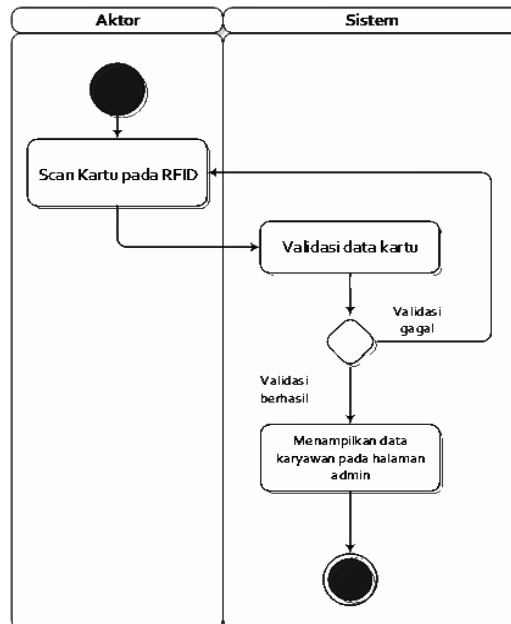 Aktor
Sistem
Scan Kartu pada RFID
Validasi data kartu
Validasi
gagal
Validasi
berhasil
Menampilkan data
karyawan pada halaman
admin